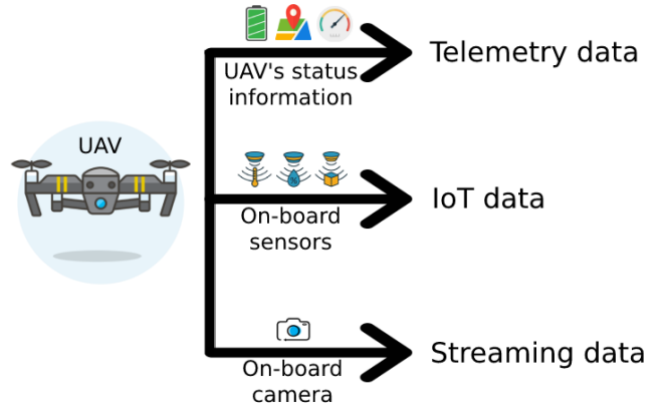 UAV
UAV's status
information
Telemetry data
On-board
sensors
IoT data
On-board
camera
Streaming data